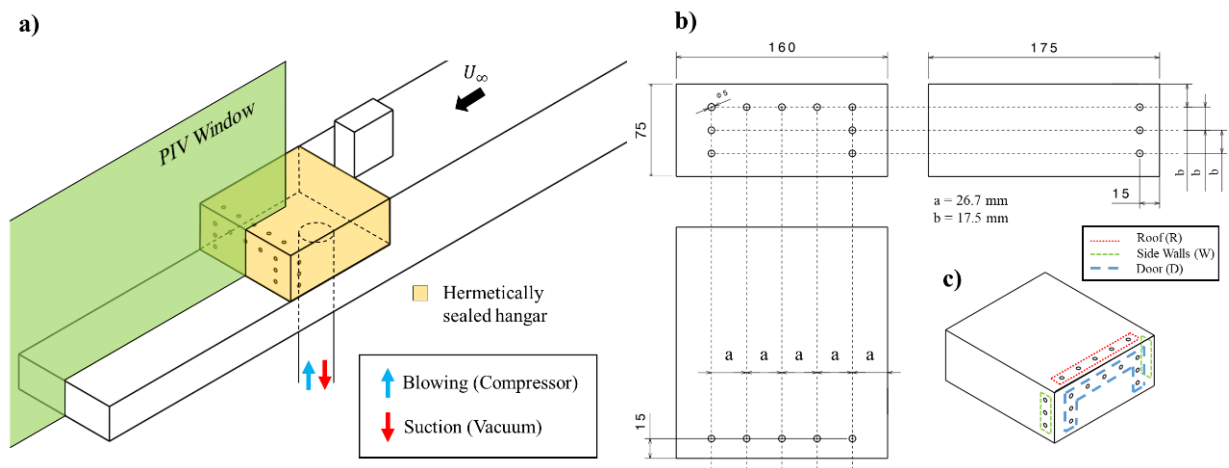 a)
U∞
PIV Window
Hermetically
sealed hangar
Blowing (Compressor)
Suction (Vacuum)
b)
160
175
ø5
75
b
b
b
15
a = 26.7 mm
b = 17.5 mm
Roof (R)
Side Walls (W)
Door (D)
c)
a a a a a
15